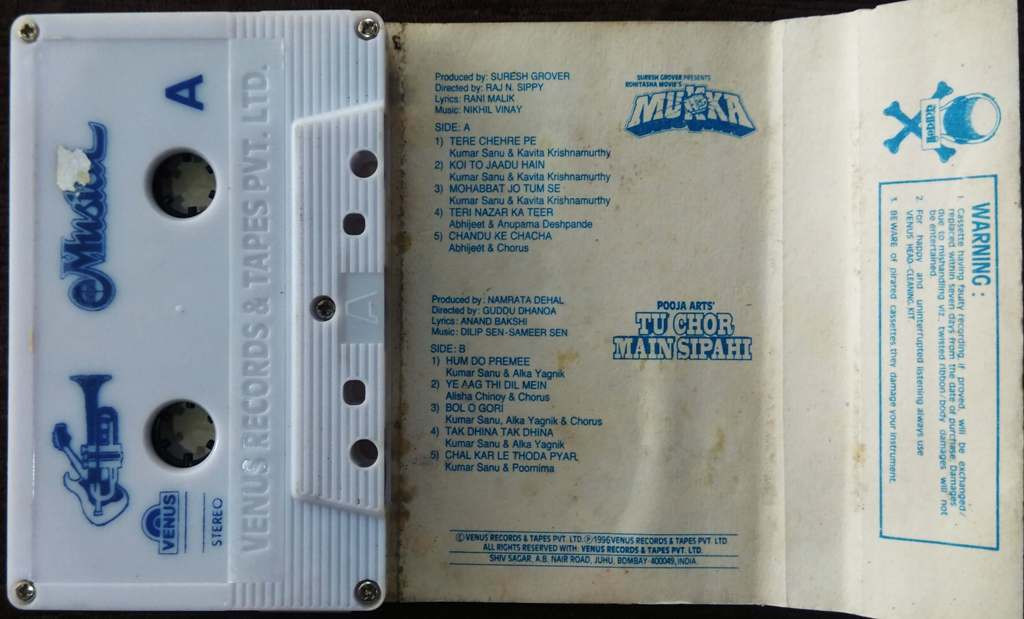 A
Music
VENUS
STEREO
VENUS RECORDS & TAPES PVT. LTD.
A
Produced by: SURESH GROVER
Directed by: RAJ N. SIPPY
Lyrics: RANI MALIK
Music: NIKHIL VINAY
SURESH GROVER PRESENTS
ROHITASHA MOVIE'S
MUKKA
SIDE: A
1) TERE CHEHRE PE
Kumar Sanu & Kavita Krishnamurthy
2) KOI TO JAADU HAIN
Kumar Sanu & Kavita Krishnamurthy
3) MOHABBAT JO TUM SE
Kumar Sanu & Kavita Krishnamurthy
4) TERI NAZAR KA TEER
Abhijeet & Anupama Deshpande
5) CHANDU KE CHACHA
Abhijeet & Chorus
Produced by: NAMRATA DEHAL
Directed by: GUDDU DHANOA
Lyrics: ANAND BAKSHI
Music: DILIP SEN-SAMEER SEN
POOJA ARTS'
TU CHOR
MAIN SIPAHI
SIDE: B
1) HUM DO PREMEE
Kumar Sanu & Alka Yagnik
2) YE AAG THI DIL MEIN
Alisha Chinoy & Chorus
3) BOL O GORI
Kumar Sanu, Alka Yagnik & Chorus
4) TAK DHINA TAK DHINA
Kumar Sanu & Alka Yagnik
5) CHAL KAR LE THODA PYAR
Kumar Sanu & Poornima
Ⓒ VENUS RECORDS & TAPES PVT. LTD. Ⓟ 1996 VENUS RECORDS & TAPES PVT. LTD.
ALL RIGHTS RESERVED WITH: VENUS RECORDS & TAPES PVT. LTD.
SHIV SAGAR, A.B. NAIR ROAD, JUHU, BOMBAY-400049, INDIA.
WARNING:
1. Cassette having faulty recording if proved, will be exchanged/
replaced within seven days from the date of purchase. Damages
due to mishandling viz. twisted ribbon/body damages will not
be entertained.
2. For happy and uninterrupted listening always use
VENUS HEAD-CLEANING KIT
3. BEWARE of pirated cassettes they damage your instrument.